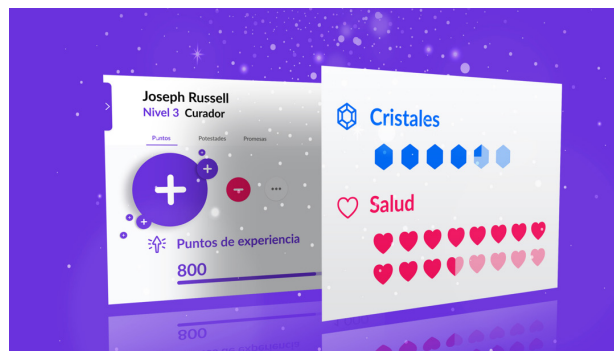 Joseph Russell
Nivel 3 Curador
Puntos Potestades Promesas
Puntos de experiencia
800
Cristales
Salud